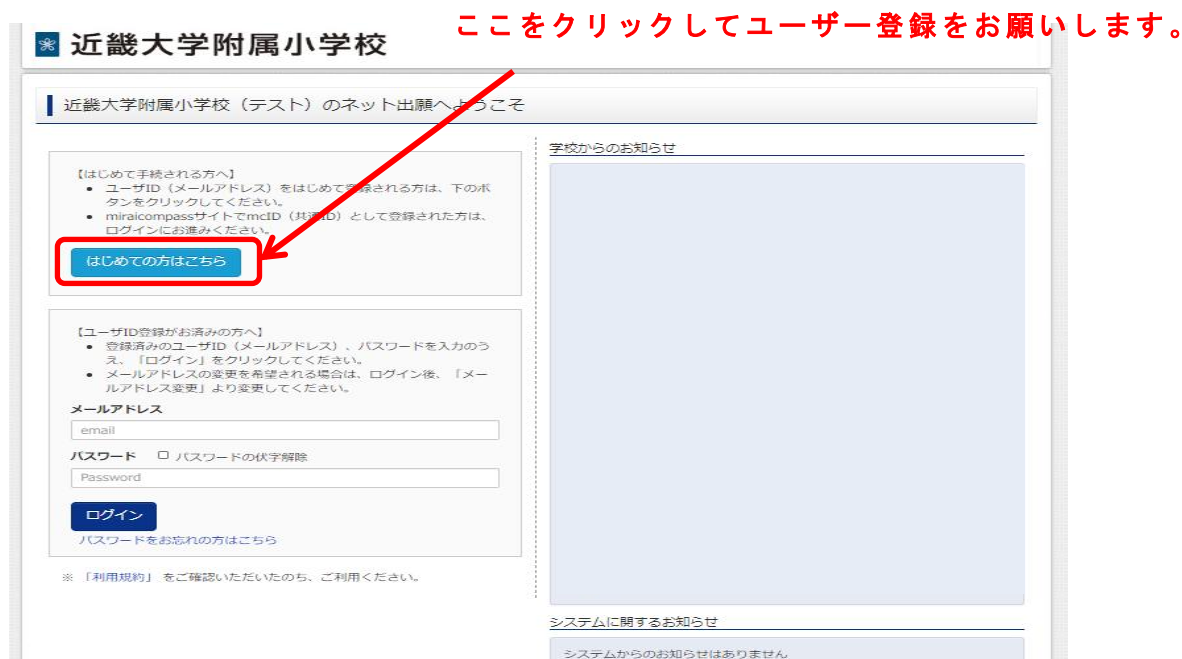 ここをクリックしてユーザー登録をお願いします。
近畿大学附属小学校
近畿大学附属小学校（テスト）のネット出願へようこそ
【はじめて手続される方へ】
ユーザID（メールアドレス）をはじめて登録される方は、下のボ
タンをクリックしてください。
miraicompassサイトでmcID（共通ID）として登録された方は、
ログインにお進みください。
はじめての方はこちら
【ユーザID登録がお済みの方へ】
登録済みのユーザID（メールアドレス）、パスワードを入力のう
え、「ログイン」をクリックしてください。
メールアドレスの変更を希望される場合は、ログイン後、「メー
ルアドレス変更」より変更してください。
メールアドレス
email
パスワード パスワードの伏字解除
Password
ログイン
パスワードをお忘れの方はこちら
※「利用規約」をご確認いただいたのち、ご利用ください。
学校からのお知らせ
システムに関するお知らせ
システムからのお知らせはありません